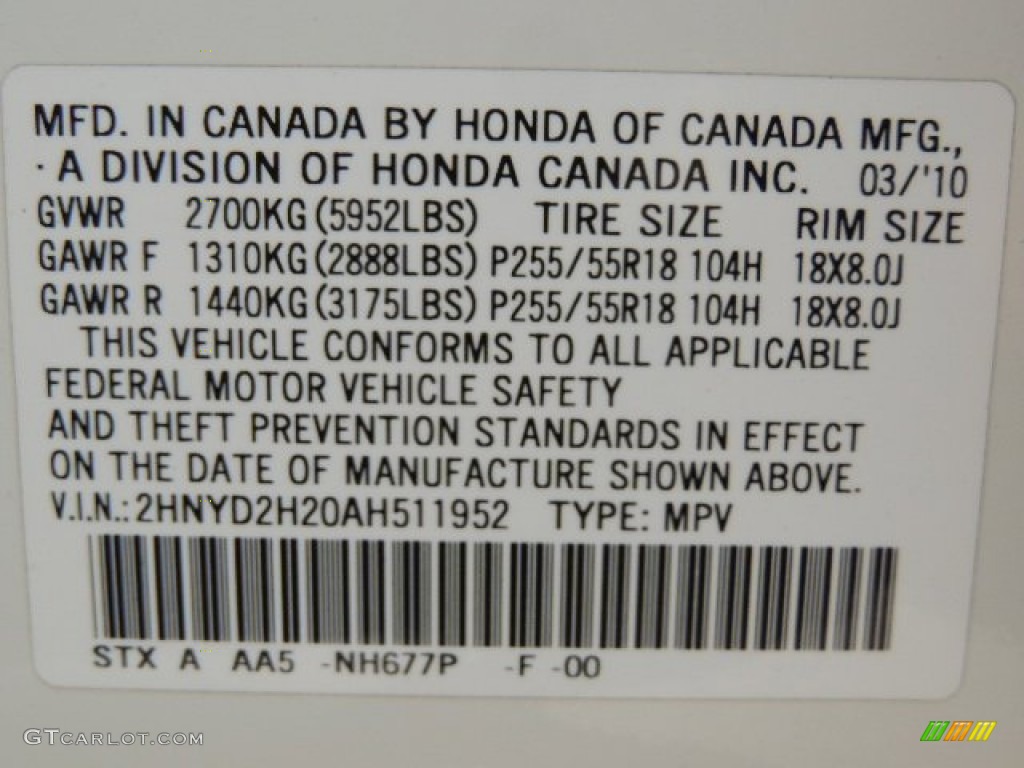 MFD. IN CANADA BY HONDA OF CANADA MFG.,
· A DIVISION OF HONDA CANADA INC. 03/'10
GVWR 2700KG (5952LBS) TIRE SIZE RIM SIZE
GAWR F 1310KG (2888LBS) P255/55R18 104H 18X8.0J
GAWR R 1440KG (3175LBS) P255/55R18 104H 18X8.0J
THIS VEHICLE CONFORMS TO ALL APPLICABLE
FEDERAL MOTOR VEHICLE SAFETY
AND THEFT PREVENTION STANDARDS IN EFFECT
ON THE DATE OF MANUFACTURE SHOWN ABOVE.
V.I.N.: 2HNYD2H20AH511952 TYPE: MPV
STX A AA5 -NH677P -F -00
GTCARLOT.COM